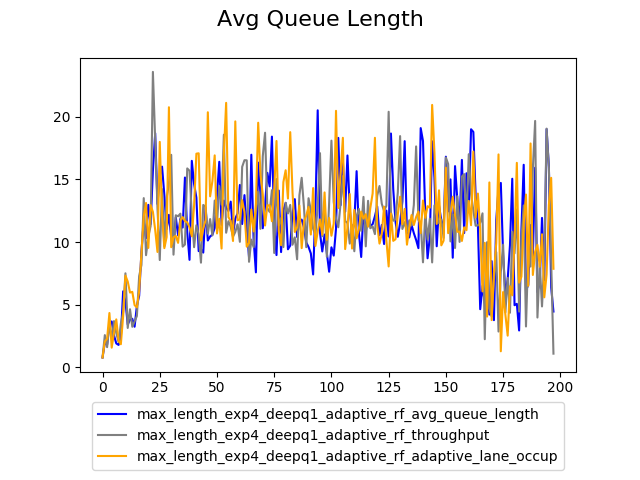 Avg Queue Length
20
15
10
5
0
0 25 50 75 100 125 150 175 200
max_length_exp4_deepq1_adaptive_rf_avg_queue_length
max_length_exp4_deepq1_adaptive_rf_throughput
max_length_exp4_deepq1_adaptive_rf_adaptive_lane_occup